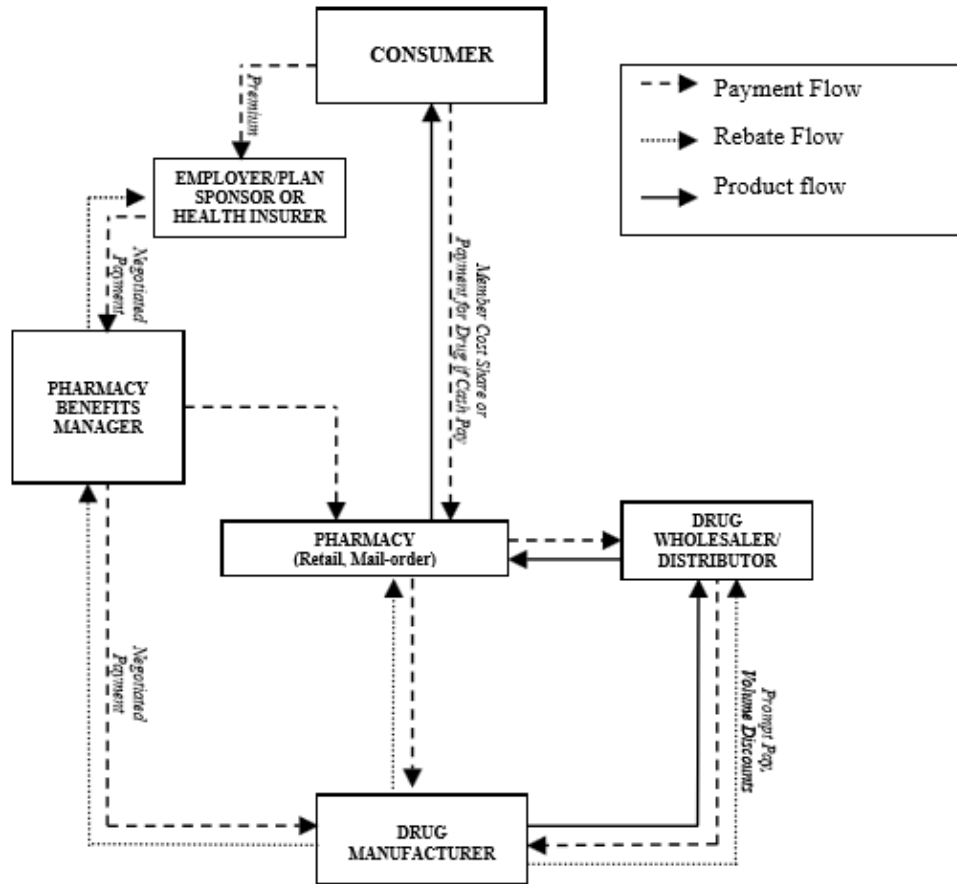 CONSUMER
Payment Flow
Rebate Flow
Product flow
Premium
EMPLOYER/PLAN
SPONSOR OR
HEALTH INSURER
Negotiated
Payment
Member Cost Share or
Payment for Drug if Cash Pay
PHARMACY
BENEFITS
MANAGER
PHARMACY
(Retail, Mail-order)
DRUG
WHOLESALER/
DISTRIBUTOR
Negotiated
Payment
Prompt Pay,
Volume Discounts
DRUG
MANUFACTURER